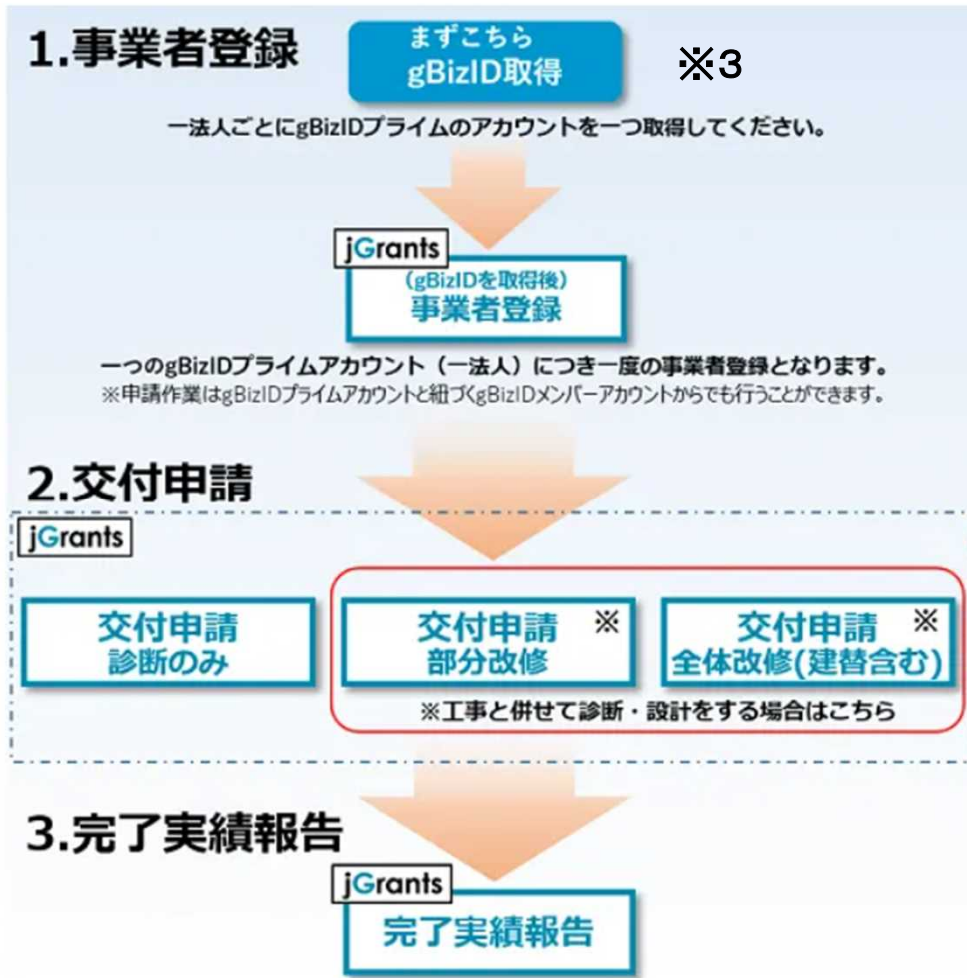 1.事業者登録
まずこちら
gBizID取得
※3
一法人ごとにgBizIDプライムのアカウントを一つ取得してください。
jGrants
(gBizIDを取得後)
事業者登録
一つのgBizIDプライムアカウント（一法人）につき一度の事業者登録となります。
※申請作業はgBizIDプライムアカウントと紐づくgBizIDメンバーアカウントからでも行うことができます。
2.交付申請
jGrants
交付申請
診断のみ
交付申請 ※
部分改修
交付申請 ※
全体改修(建替含む)
※工事と併せて診断・設計をする場合はこちら
3.完了実績報告
jGrants
完了実績報告